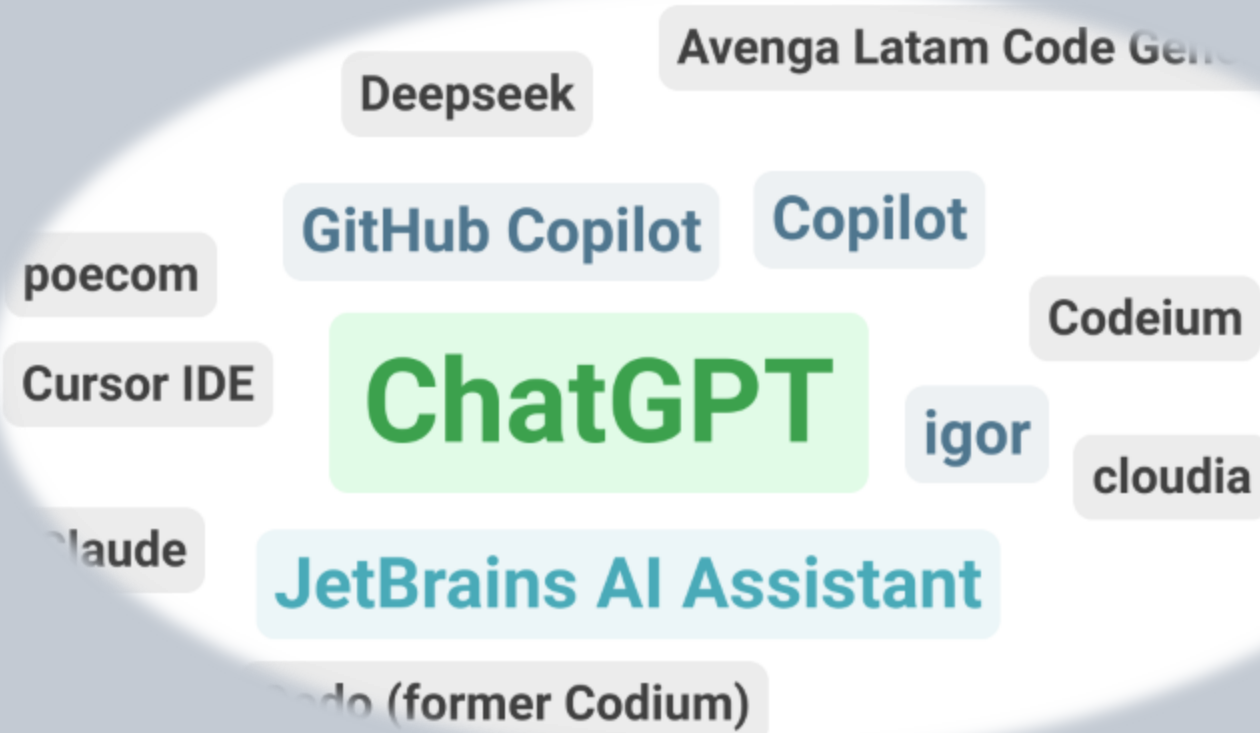 Avenga Latam Code
Deepseek
GitHub Copilot
Copilot
poecom
Codeium
Cursor IDE
ChatGPT
igor
cloudia
JetBrains AI Assistant
(former Codium)